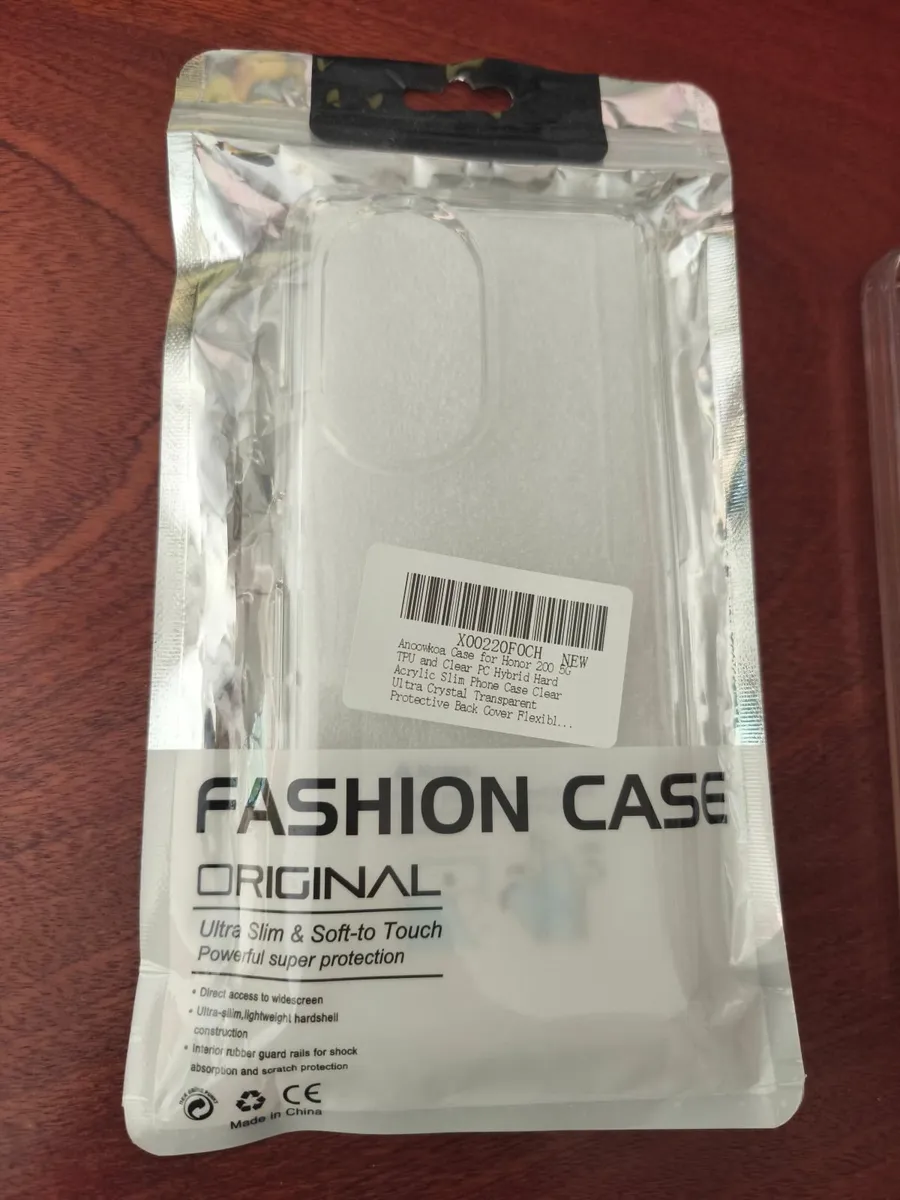 X00220F0CH NEW
Anoowkoa Case for Honor 200 5G
TPU and Clear PC Hybrid Hard
Acrylic Slim Phone Case Clear
Ultra Crystal Transparent
Protective Back Cover Flexibl...
FASHION CASE
ORIGINAL
Ultra Slim & Soft-to Touch
Powerful super protection
• Direct access to widescreen
• Ultra-slim,lightweight hardshell
construction
• Interior rubber guard rails for shock
absorption and scratch protection
CE
Made in China